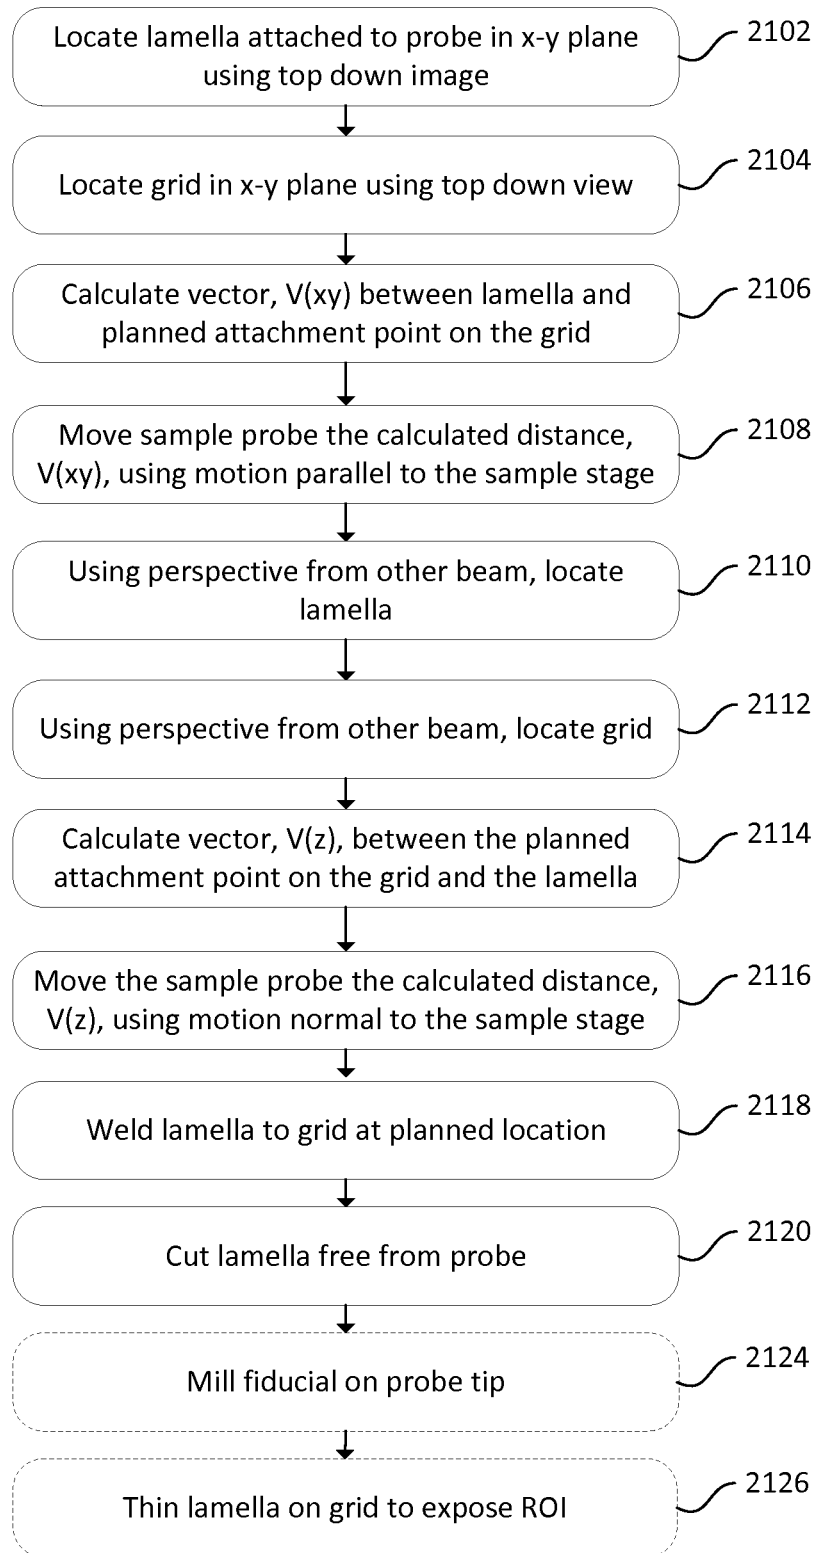 Locate lamella attached to probe in x-y plane
using top down image
2102
Locate grid in x-y plane using top down view
2104
Calculate vector, V(xy) between lamella and
planned attachment point on the grid
2106
Move sample probe the calculated distance,
V(xy), using motion parallel to the sample stage
2108
Using perspective from other beam, locate
lamella
2110
Using perspective from other beam, locate grid
2112
Calculate vector, V(z), between the planned
attachment point on the grid and the lamella
2114
Move the sample probe the calculated distance,
V(z), using motion normal to the sample stage
2116
Weld lamella to grid at planned location
2118
Cut lamella free from probe
2120
Mill fiducial on probe tip
2124
Thin lamella on grid to expose ROI
2126